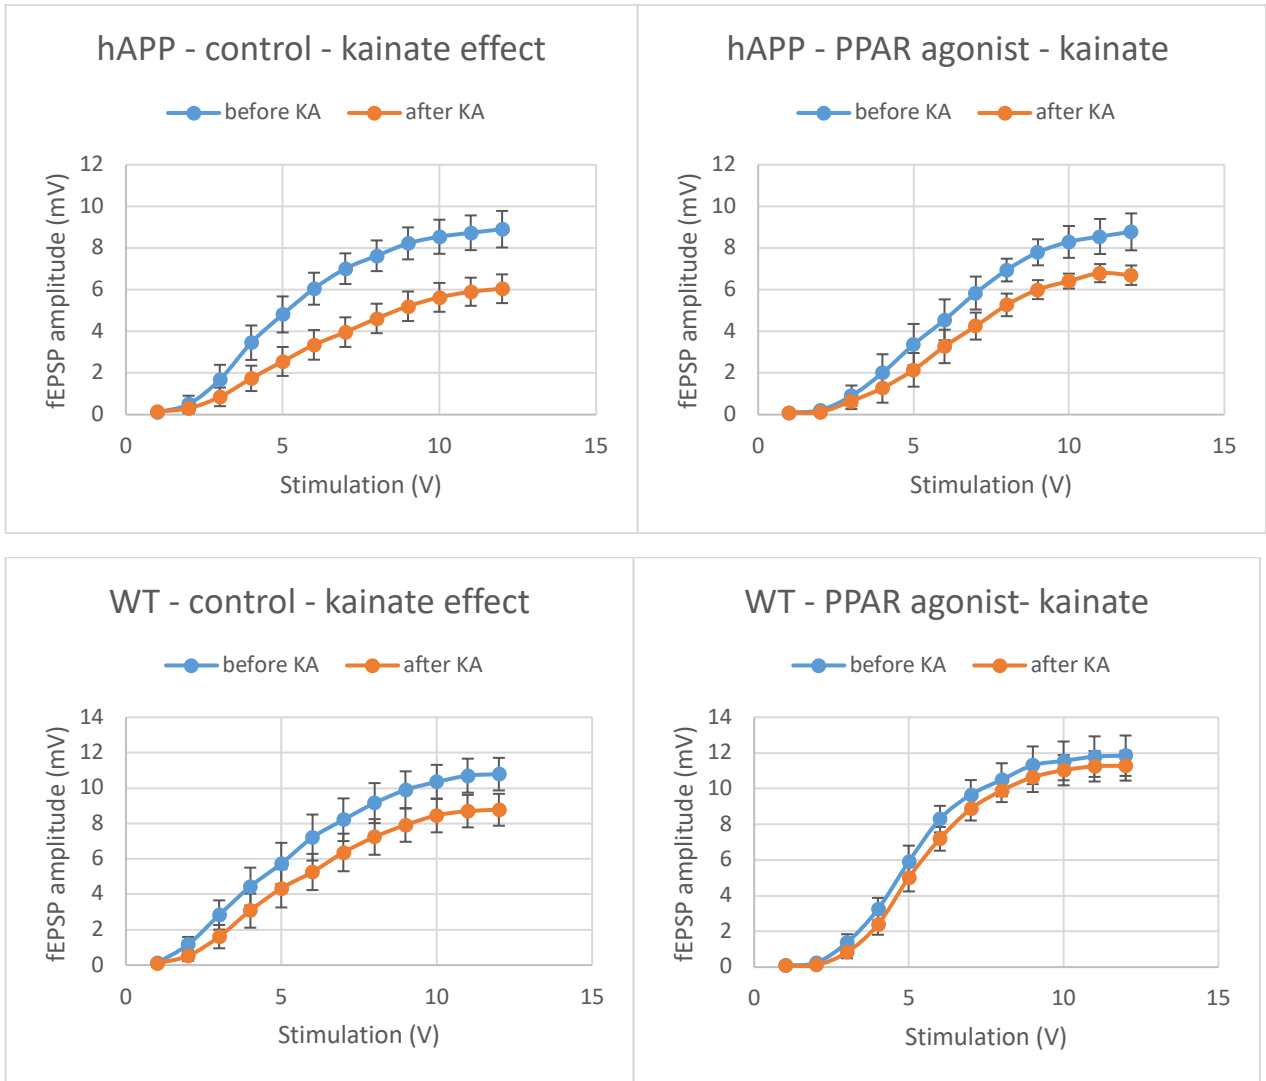 hAPP - control - kainate effect
before KA after KA
12
10
8
6
4
2
0
fEPSP amplitude (mV)
0 5 10 15
Stimulation (V)
hAPP - PPAR agonist - kainate
before KA after KA
12
10
8
6
4
2
0
fEPSP amplitude (mV)
0 5 10 15
Stimulation (V)
WT - control - kainate effect
before KA after KA
14
12
10
8
6
4
2
0
fEPSP amplitude (mV)
0 5 10 15
Stimulation (V)
WT - PPAR agonist- kainate
before KA after KA
14
12
10
8
6
4
2
0
fEPSP amplitude (mV)
0 5 10 15
Stimulation (V)